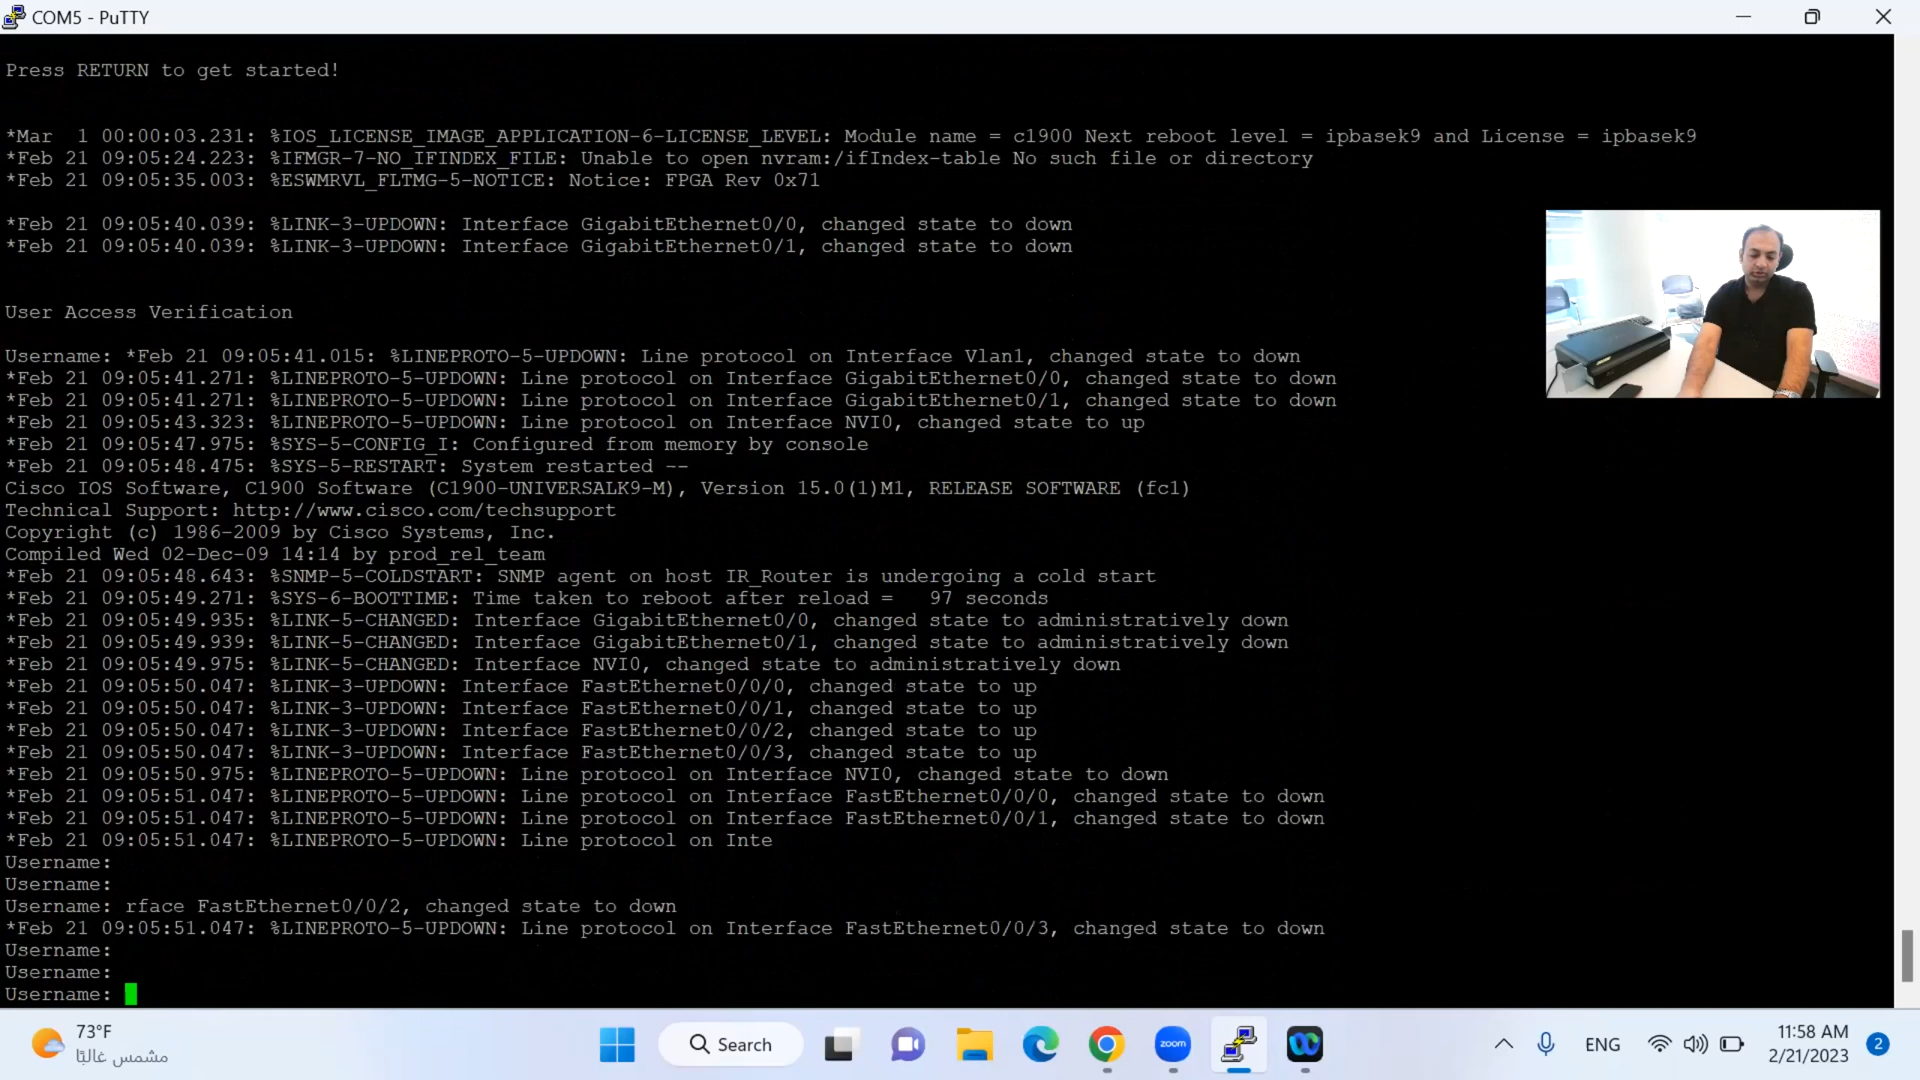 COM5 - PuTTY
Press RETURN to get started!
*Mar  1 00:00:03.231: %IOS_LICENSE_IMAGE_APPLICATION-6-LICENSE_LEVEL: Module name = c1900 Next reboot level = ipbasek9 and License = ipbasek9
*Feb 21 09:05:24.223: %IFMGR-7-NO_IFINDEX_FILE: Unable to open nvram:/ifIndex-table No such file or directory
*Feb 21 09:05:35.003: %ESWMRVL_FLTMG-5-NOTICE: Notice: FPGA Rev 0x71
*Feb 21 09:05:40.039: %LINK-3-UPDOWN: Interface GigabitEthernet0/0, changed state to down
*Feb 21 09:05:40.039: %LINK-3-UPDOWN: Interface GigabitEthernet0/1, changed state to down
User Access Verification
Username: *Feb 21 09:05:41.015: %LINEPROTO-5-UPDOWN: Line protocol on Interface Vlan1, changed state to down
*Feb 21 09:05:41.271: %LINEPROTO-5-UPDOWN: Line protocol on Interface GigabitEthernet0/0, changed state to down
*Feb 21 09:05:41.271: %LINEPROTO-5-UPDOWN: Line protocol on Interface GigabitEthernet0/1, changed state to down
*Feb 21 09:05:43.323: %LINEPROTO-5-UPDOWN: Line protocol on Interface NVI0, changed state to up
*Feb 21 09:05:47.975: %SYS-5-CONFIG_I: Configured from memory by console
*Feb 21 09:05:48.475: %SYS-5-RESTART: System restarted --
Cisco IOS Software, C1900 Software (C1900-UNIVERSALK9-M), Version 15.0(1)M1, RELEASE SOFTWARE (fc1)
Technical Support: http://www.cisco.com/techsupport
Copyright (c) 1986-2009 by Cisco Systems, Inc.
Compiled Wed 02-Dec-09 14:14 by prod_rel_team
*Feb 21 09:05:48.643: %SNMP-5-COLDSTART: SNMP agent on host IR_Router is undergoing a cold start
*Feb 21 09:05:49.271: %SYS-6-BOOTTIME: Time taken to reboot after reload =   97 seconds
*Feb 21 09:05:49.935: %LINK-5-CHANGED: Interface GigabitEthernet0/0, changed state to administratively down
*Feb 21 09:05:49.939: %LINK-5-CHANGED: Interface GigabitEthernet0/1, changed state to administratively down
*Feb 21 09:05:49.975: %LINK-5-CHANGED: Interface NVI0, changed state to administratively down
*Feb 21 09:05:50.047: %LINK-3-UPDOWN: Interface FastEthernet0/0/0, changed state to up
*Feb 21 09:05:50.047: %LINK-3-UPDOWN: Interface FastEthernet0/0/1, changed state to up
*Feb 21 09:05:50.047: %LINK-3-UPDOWN: Interface FastEthernet0/0/2, changed state to up
*Feb 21 09:05:50.047: %LINK-3-UPDOWN: Interface FastEthernet0/0/3, changed state to up
*Feb 21 09:05:50.975: %LINEPROTO-5-UPDOWN: Line protocol on Interface NVI0, changed state to down
*Feb 21 09:05:51.047: %LINEPROTO-5-UPDOWN: Line protocol on Interface FastEthernet0/0/0, changed state to down
*Feb 21 09:05:51.047: %LINEPROTO-5-UPDOWN: Line protocol on Interface FastEthernet0/0/1, changed state to down
*Feb 21 09:05:51.047: %LINEPROTO-5-UPDOWN: Line protocol on Inte
Username:
Username:
Username: rface FastEthernet0/0/2, changed state to down
*Feb 21 09:05:51.047: %LINEPROTO-5-UPDOWN: Line protocol on Interface FastEthernet0/0/3, changed state to down
Username:
Username:
Username:
73°F
مشمس غالبًا
Search
zoom
ENG
11:58 AM
2/21/2023
2